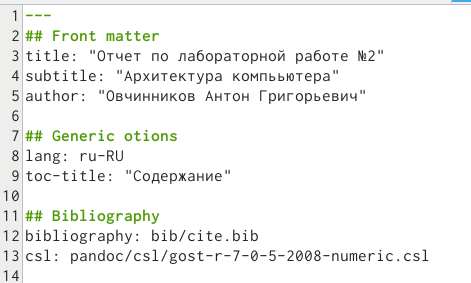 1 ---
2 ## Front matter
3 title: "Отчет по лабораторной работе №2"
4 subtitle: "Архитектура компььютера"
5 author: "Овчинников Антон Григорьевич"
6
7 ## Generic otions
8 lang: ru-RU
9 toc-title: "Содержание"
10
11 ## Bibliography
12 bibliography: bib/cite.bib
13 csl: pandoc/csl/gost-r-7-0-5-2008-numeric.csl
14